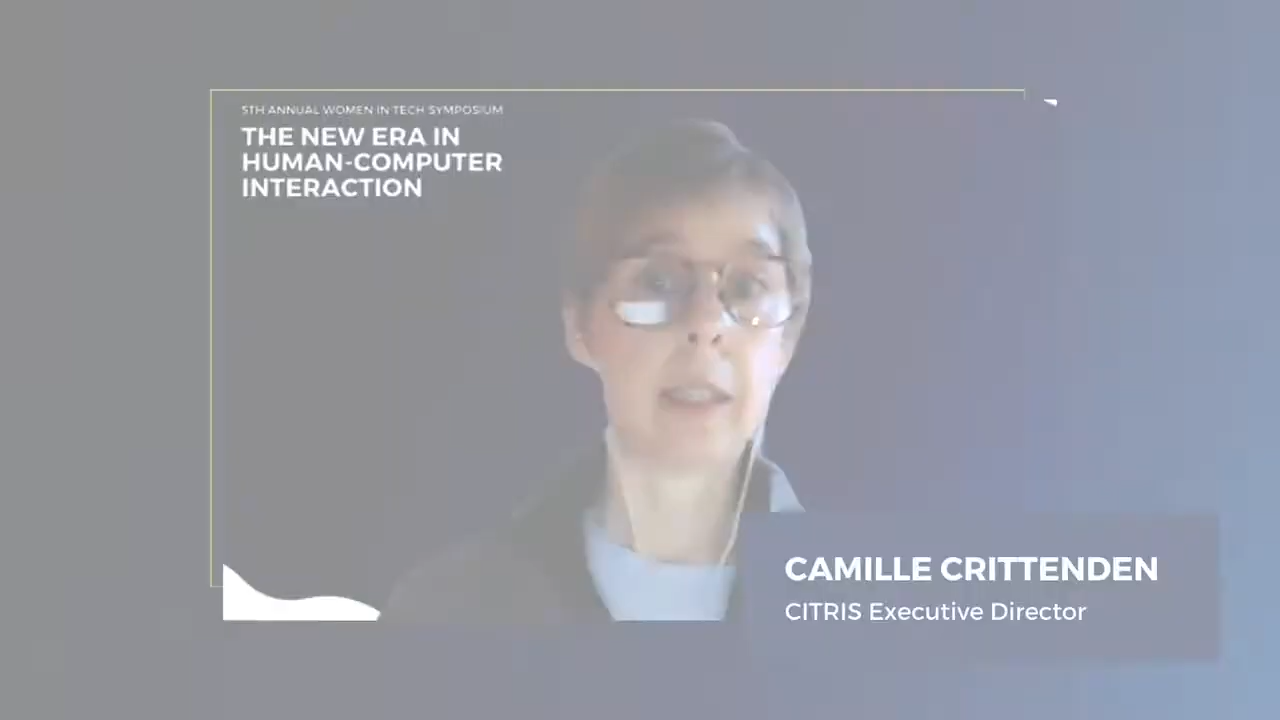 5TH ANNUAL WOMEN IN TECH SYMPOSIUM
THE NEW ERA IN
HUMAN-COMPUTER
INTERACTION
CAMILLE CRITTENDEN
CITRIS Executive Director